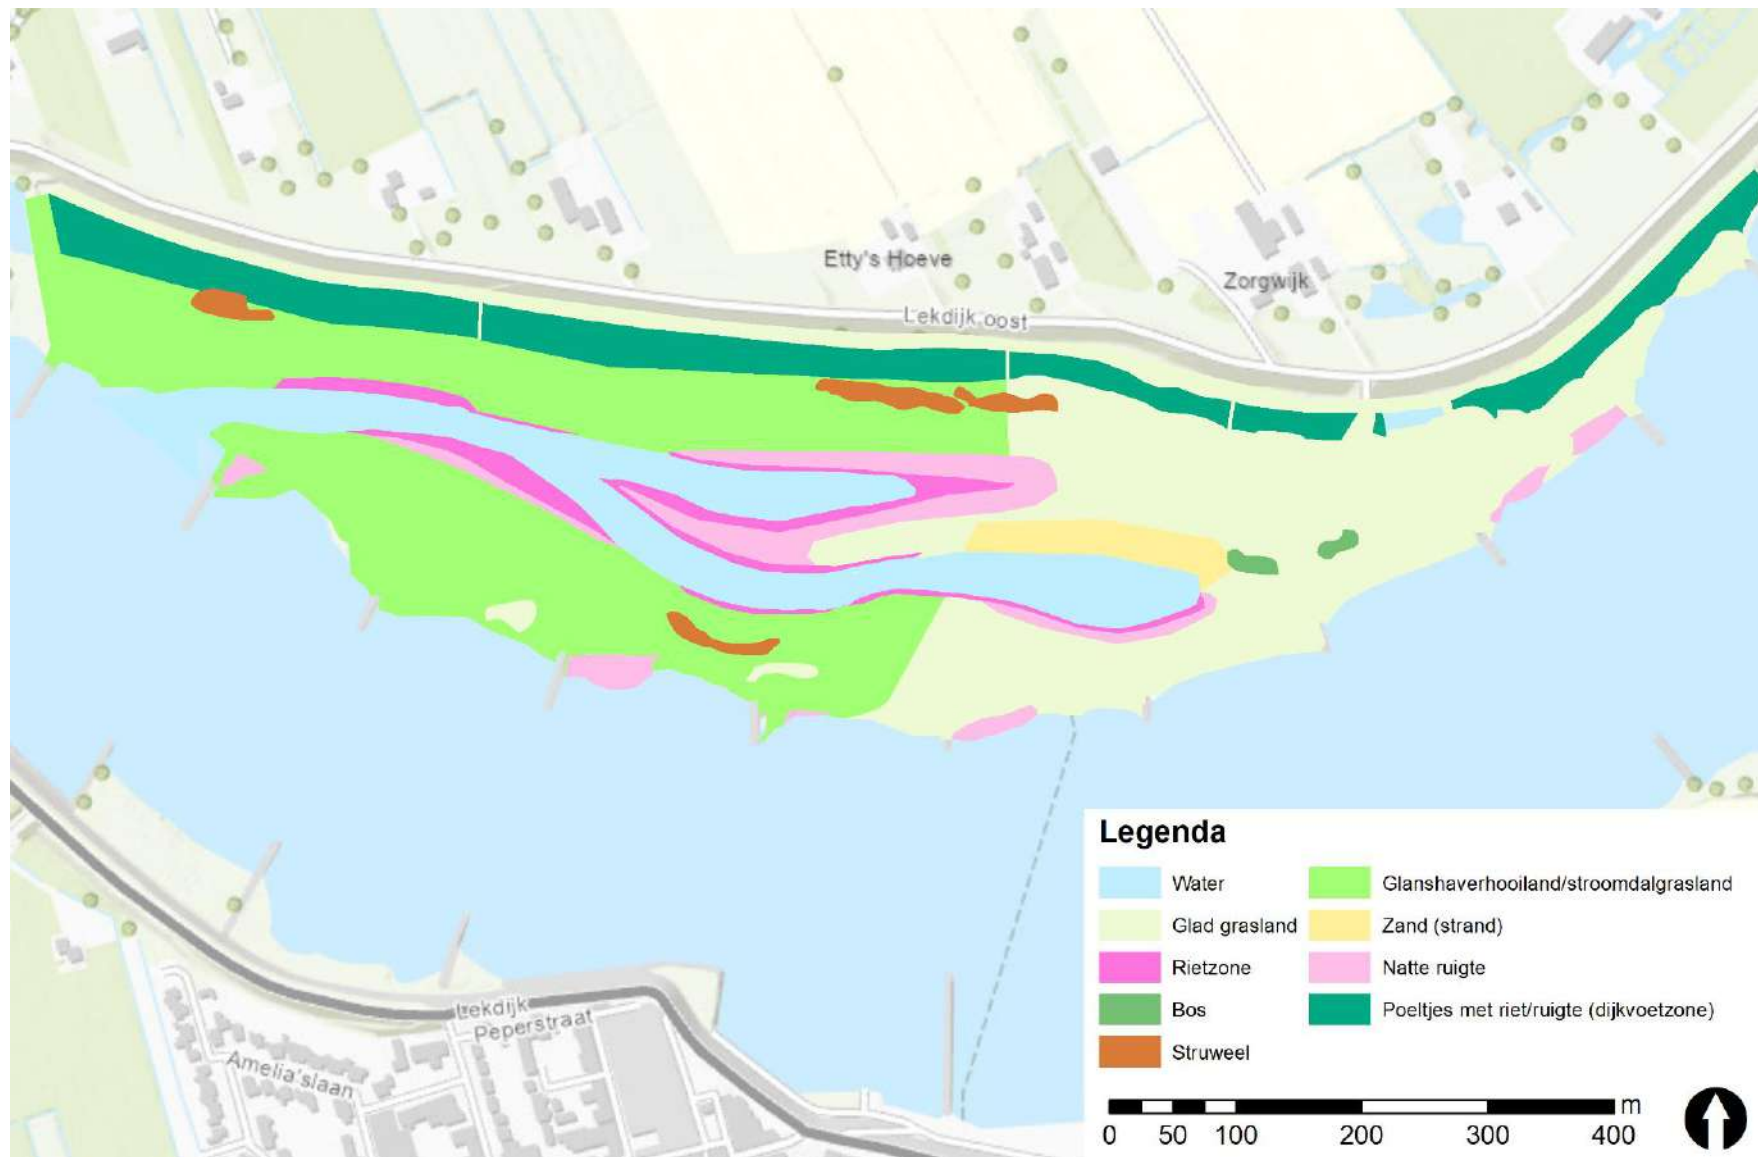 Etty's Hoeve
Zorgwijk
Lekdijk oost
Lekdijk
Peperstraat
Amelia'slaan
Legenda
Water
Glad grasland
Rietzone
Bos
Struweel
Glanshaverhooiland/stroomdalgrasland
Zand (strand)
Natte ruigte
Poeltjes met riet/ruigte (dijkvoetzone)
m
0 50 100 200 300 400